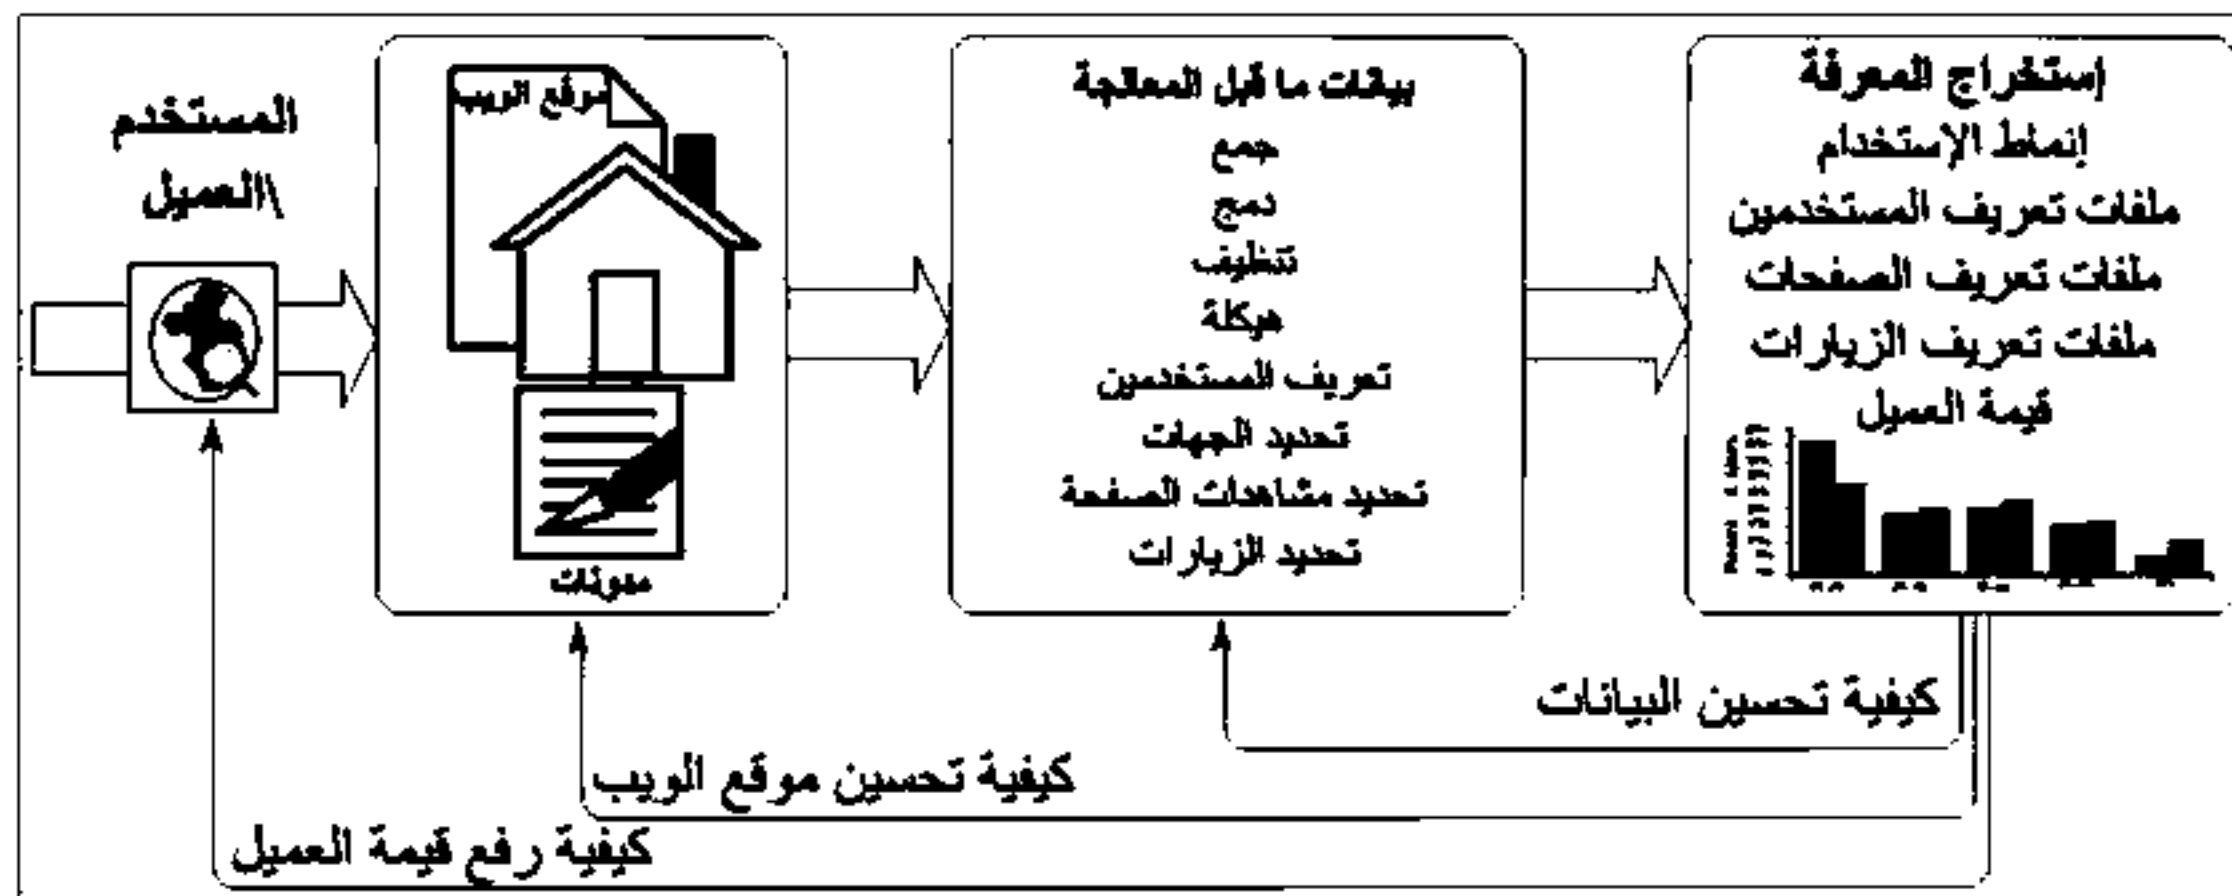 المستخدم
\العميل
موقع الويب
مدونات
بيانات ما قبل المعالجة
جمع
دمج
تنظيف
هيكلة
تعريف المستخدمين
تحديد الجهات
تحديد مشاهدات الصفحة
تحديد الزيارات
إستخراج المعرفة
إنماط الإستخدام
ملفات تعريف المستخدمين
ملفات تعريف الصفحات
ملفات تعريف الزيارات
قيمة العميل
كيفية تحسين البيانات
كيفية تحسين موقع الويب
كيفية رفع قيمة العميل